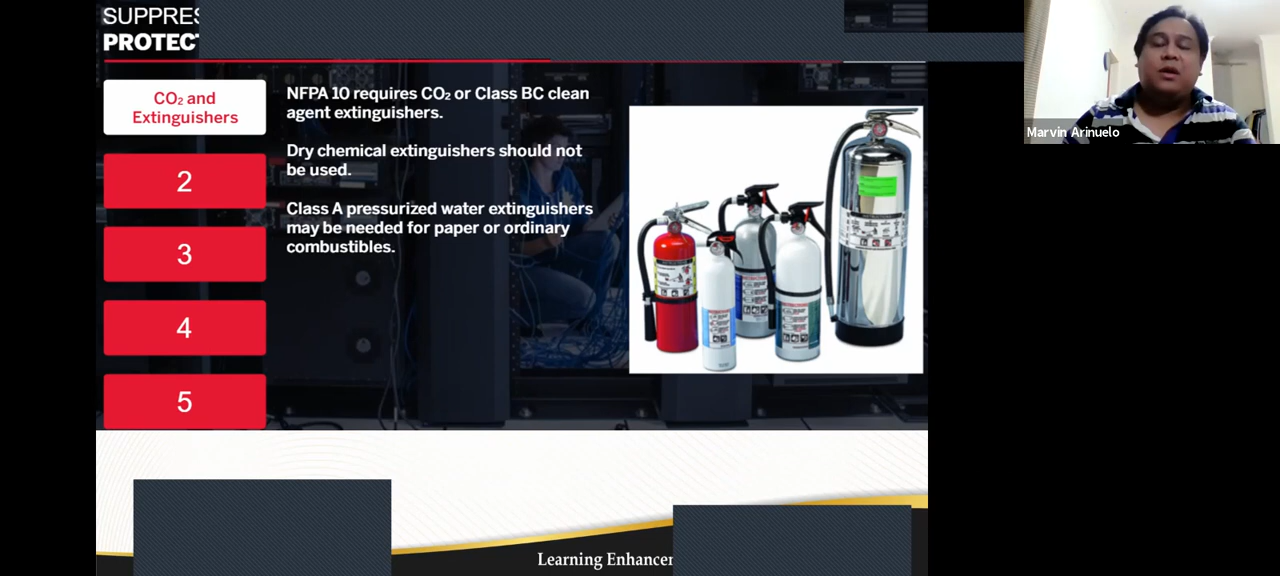 SUPPRES
PROTEC
CO₂ and
Extinguishers
2
3
4
5
NFPA 10 requires CO₂ or Class BC clean
agent extinguishers.
Dry chemical extinguishers should not
be used.
Class A pressurized water extinguishers
may be needed for paper or ordinary
combustibles.
Marvin Arinuelo
Learning Enhancem